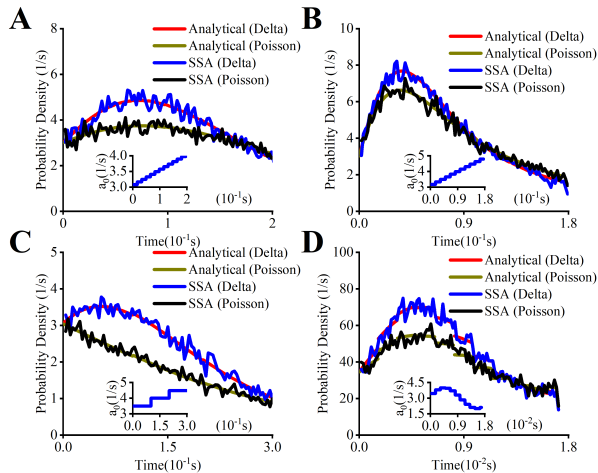 A
Analytical (Delta)
Analytical (Poisson)
SSA (Delta)
SSA (Poisson)
Probability Density (1/s)
8
6
4
2
0
a0(1/s)
4.0
3.5
3.0
0 1 2
(10-1s)
0 1 2
Time(10-1s)
B
Analytical (Delta)
Analytical (Poisson)
SSA (Delta)
SSA (Poisson)
Probability Density (1/s)
10
8
6
4
2
0
a0(1/s)
5
4
3
0.0 0.9 1.8
(10-1s)
0.0 0.9 1.8
Time(10-1s)
C
Analytical (Delta)
Analytical (Poisson)
SSA (Delta)
SSA (Poisson)
Probability Density (1/s)
5
4
3
2
1
0
a0(1/s)
5
4
3
0.0 1.5 3.0
(10-1s)
0.0 1.5 3.0
Time(10-1s)
D
Analytical (Delta)
Analytical (Poisson)
SSA (Delta)
SSA (Poisson)
Probability Density (1/s)
100
80
60
40
20
0
a0(1/s)
4.5
3.0
1.5
0.0 0.9 1.8
(10-2s)
0.0 0.9 1.8
Time(10-2s)